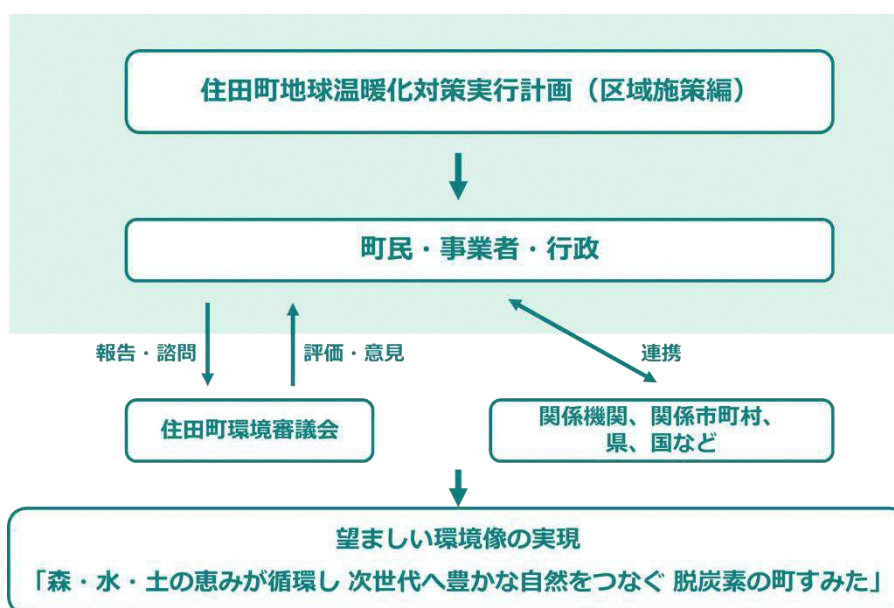 住田町地球温暖化対策実行計画（区域施策編）
町民・事業者・行政
報告・諮問
評価・意見
連携
住田町環境審議会
関係機関、関係市町村、
県、国など
望ましい環境像の実現
「森・水・土の恵みが循環し 次世代へ豊かな自然をつなぐ 脱炭素の町すみた」